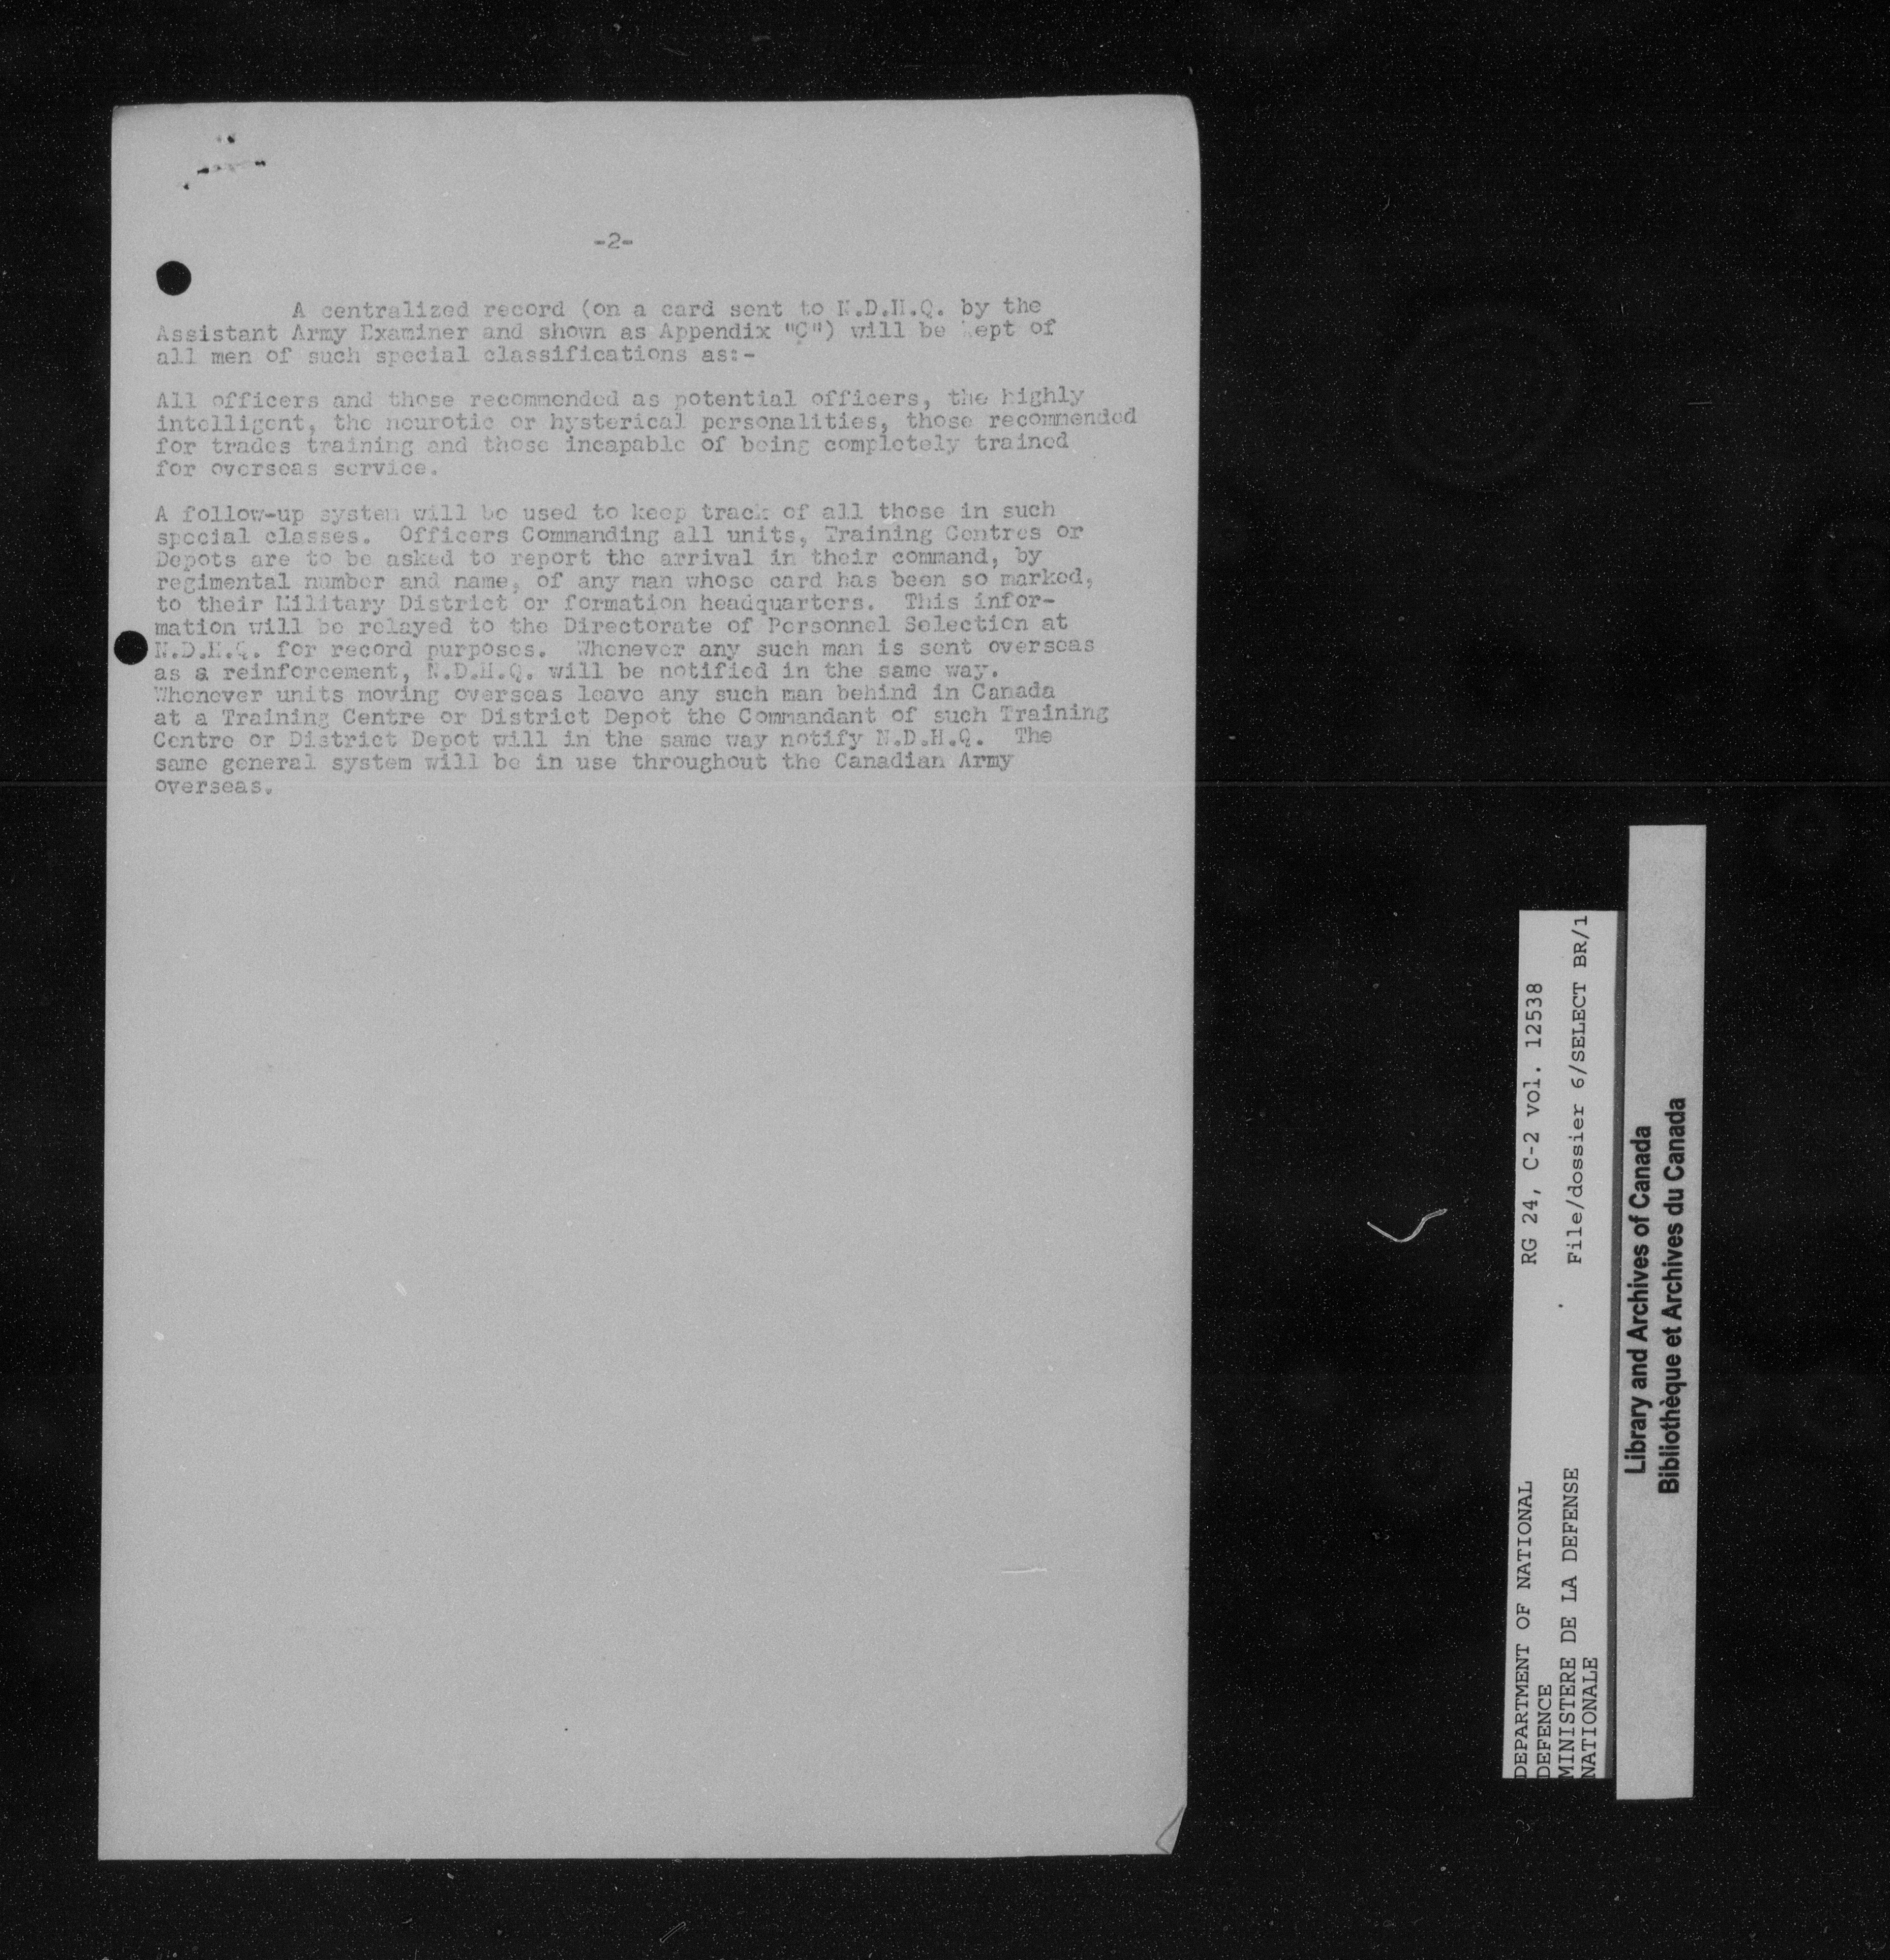 -2-
A centralized record (on a card sent to N.D.H.Q. by the
Assistant Army Examiner and shown as Appendix "C") will be kept of
all men of such special classifications as:-
All officers and those recommended as potential officers, the highly
intelligent, the neurotic or hysterical personalities, those recommended
for trades training and those incapable of being completely trained
for overseas service.
A follow-up system will be used to keep track of all those in such
special classes. Officers Commanding all units, Training Centres or
Depots are to be asked to report the arrival in their command, by
regimental number and name, of any man whose card has been so marked,
to their Military District or formation headquarters. This infor-
mation will be relayed to the Directorate of Personnel Selection at
N.D.H.Q. for record purposes. Whenever any such man is sent overseas
as a reinforcement, N.D.H.Q. will be notified in the same way.
Whenever units moving overseas leave any such man behind in Canada
at a Training Centre or District Depot the Commandant of such Training
Centre or District Depot will in the same way notify N.D.H.Q. The
same general system will be in use throughout the Canadian Army
overseas.
DEPARTMENT OF NATIONAL
DEFENCE
MINISTERE DE LA DEFENSE
NATIONALE
RG 24, C-2 vol. 12538
File/dossier 6/SELECT BR/1
Library and Archives of Canada
Bibliothèque et Archives du Canada